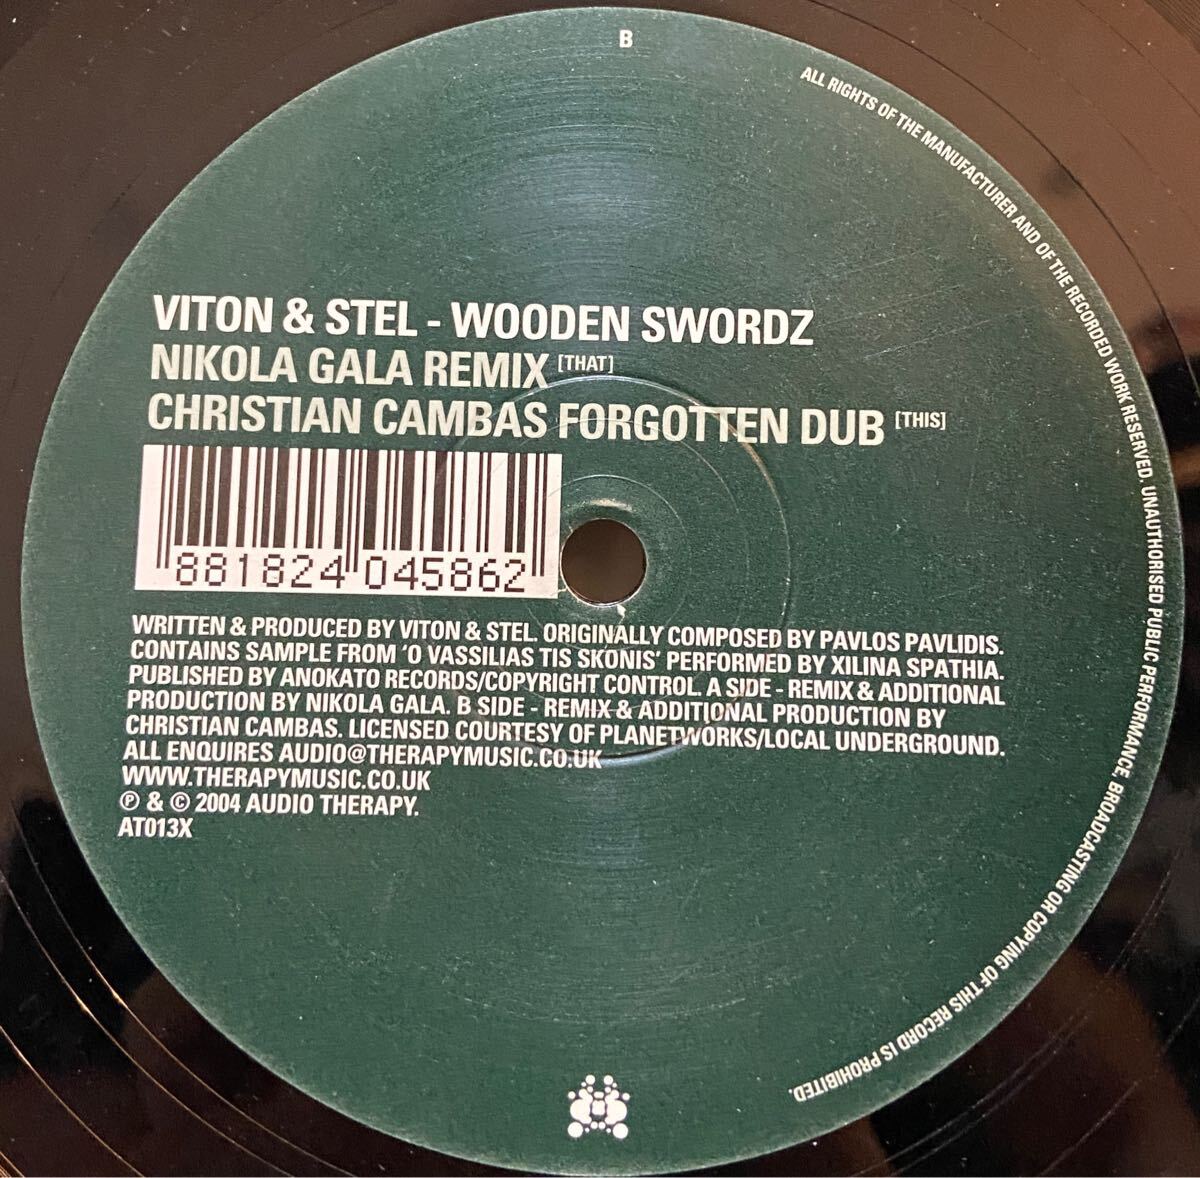 B
ALL RIGHTS OF THE MANUFACTURER AND OF THE RECORDED WORK RESERVED. UNAUTHORISED PUBLIC PERFORMANCE, BROADCASTING OR COPYING OF THIS RECORD IS PROHIBITED.
VITON & STEL - WOODEN SWORDZ
NIKOLA GALA REMIX [THAT]
CHRISTIAN CAMBAS FORGOTTEN DUB [THIS]
881824 045862
WRITTEN & PRODUCED BY VITON & STEL. ORIGINALLY COMPOSED BY PAVLOS PAVLIDIS.
CONTAINS SAMPLE FROM 'O VASSILIAS TIS SKONIS' PERFORMED BY XILINA SPATHIA.
PUBLISHED BY ANOKATO RECORDS/COPYRIGHT CONTROL. A SIDE - REMIX & ADDITIONAL
PRODUCTION BY NIKOLA GALA. B SIDE - REMIX & ADDITIONAL PRODUCTION BY
CHRISTIAN CAMBAS. LICENSED COURTESY OF PLANETWORKS/LOCAL UNDERGROUND.
ALL ENQUIRES AUDIO@THERAPYMUSIC.CO.UK
WWW.THERAPYMUSIC.CO.UK
℗ & © 2004 AUDIO THERAPY.
AT013X